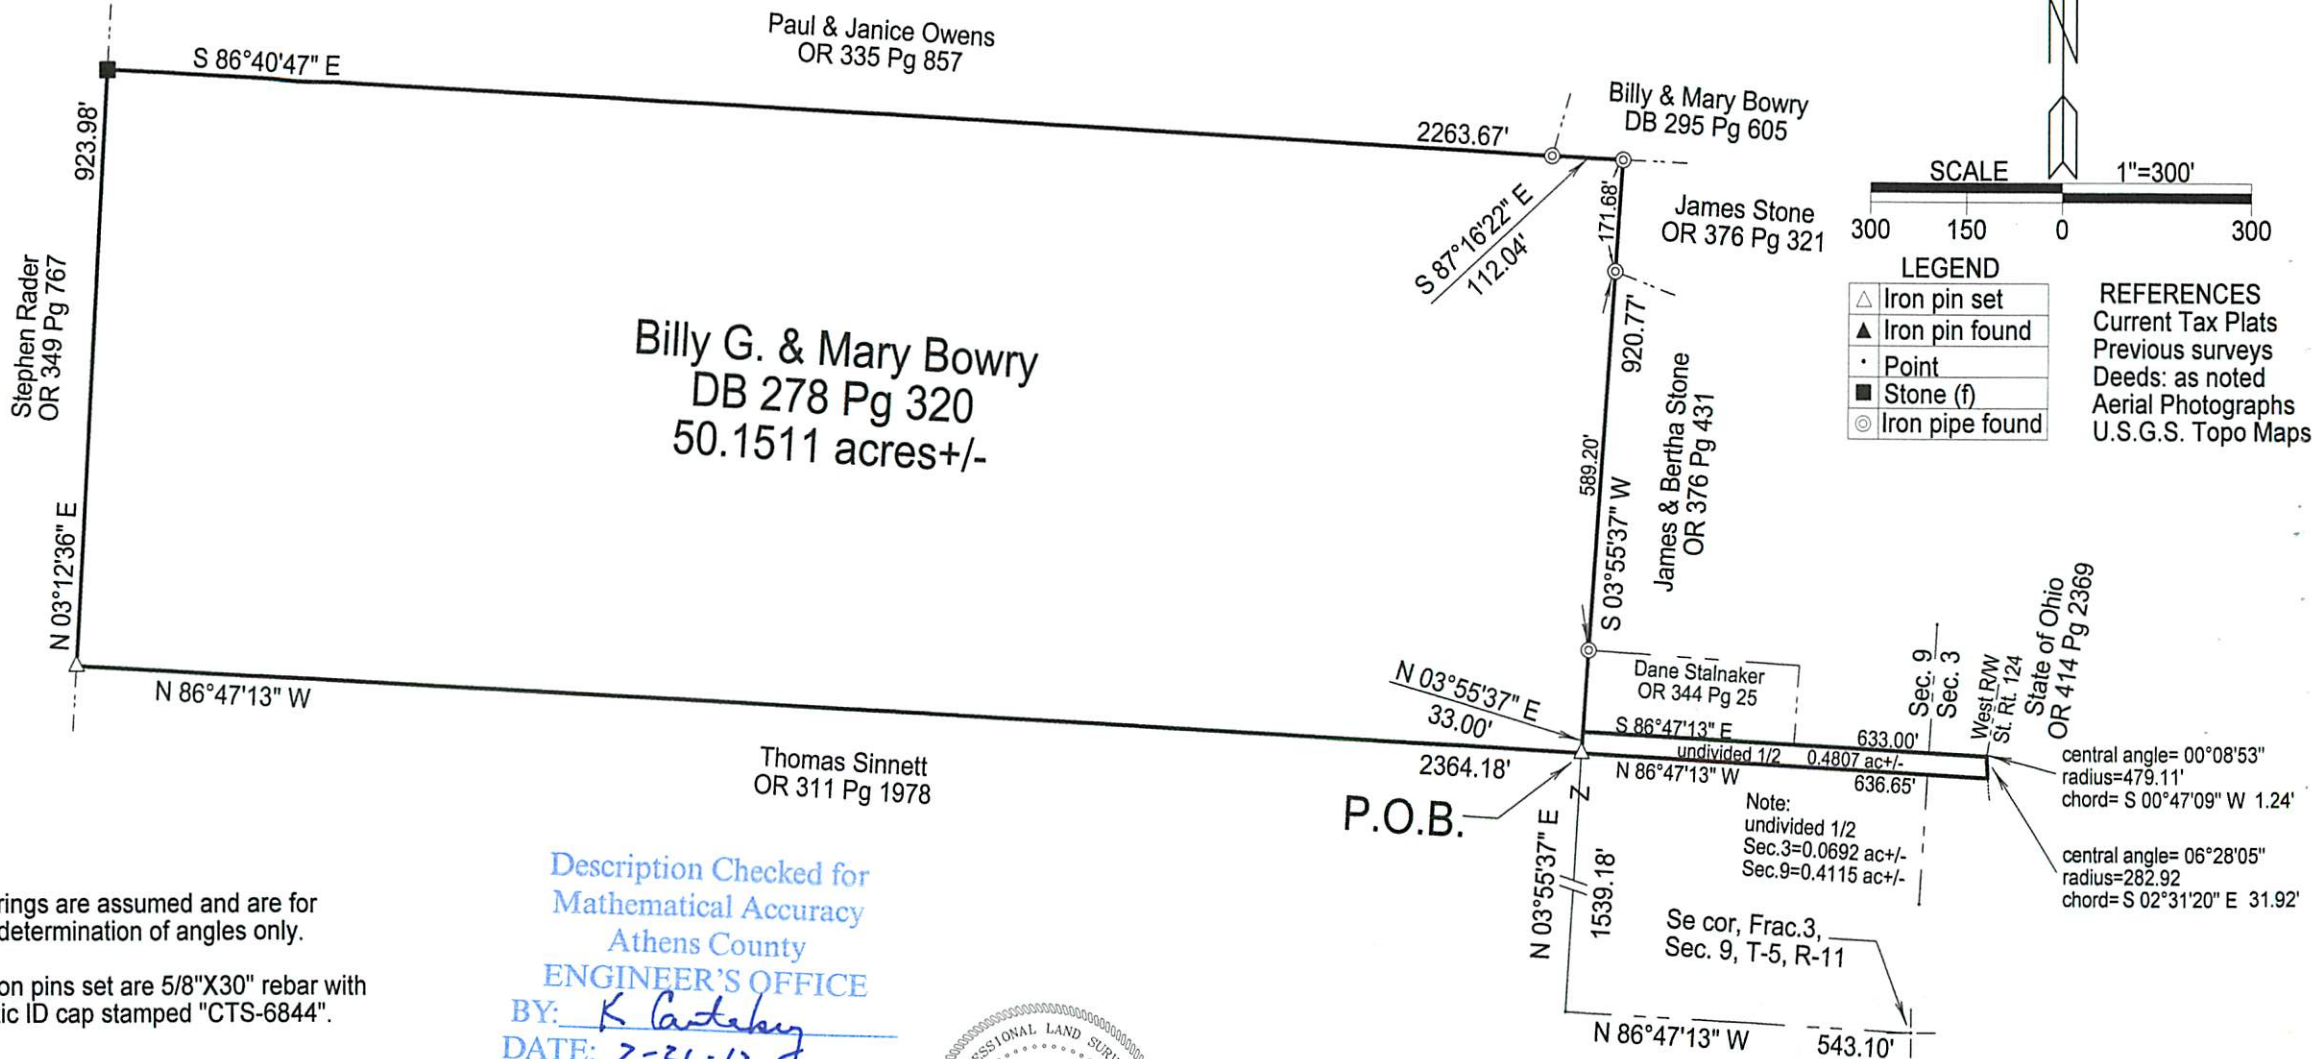 Paul & Janice Owens
OR 335 Pg 857
S 86°40'47" E
923.98'
2263.67'
Billy & Mary Bowry
DB 295 Pg 605
N
SCALE 1"=300'
300 150 0 300
S 87°16'22" E
112.04'
171.68'
James Stone
OR 376 Pg 321
LEGEND
Iron pin set
Iron pin found
Point
Stone (f)
Iron pipe found
REFERENCES
Current Tax Plats
Previous surveys
Deeds: as noted
Aerial Photographs
U.S.G.S. Topo Maps
Stephen Rader
OR 349 Pg 767
Billy G. & Mary Bowry
DB 278 Pg 320
50.1511 acres+/-
920.77'
589.20'
S 03°55'37" W
James & Bertha Stone
OR 376 Pg 431
N 03°12'36" E
N 86°47'13" W
N 03°55'37" E
33.00'
Dane Stalnaker
OR 344 Pg 25
Sec. 9
Sec. 3
West R/W
St. Rt. 124
State of Ohio
OR 414 Pg 2369
S 86°47'13" E
633.00'
undivided 1/2 0.4807 ac+/-
N 86°47'13" W
636.65'
central angle= 00°08'53"
radius=479.11'
chord= S 00°47'09" W 1.24'
Thomas Sinnett
OR 311 Pg 1978
2364.18'
P.O.B.
Z
Note:
undivided 1/2
Sec.3=0.0692 ac+/-
Sec.9=0.4115 ac+/-
central angle= 06°28'05"
radius=282.92
chord= S 02°31'20" E 31.92'
N 03°55'37" E
1539.18'
Se cor, Frac.3,
Sec. 9, T-5, R-11
N 86°47'13" W
543.10'
rings are assumed and are for
determination of angles only.
on pins set are 5/8"X30" rebar with
ic ID cap stamped "CTS-6844".
Description Checked for
Mathematical Accuracy
Athens County
ENGINEER'S OFFICE
BY: K
DATE:
ESSIONAL LAND SUR